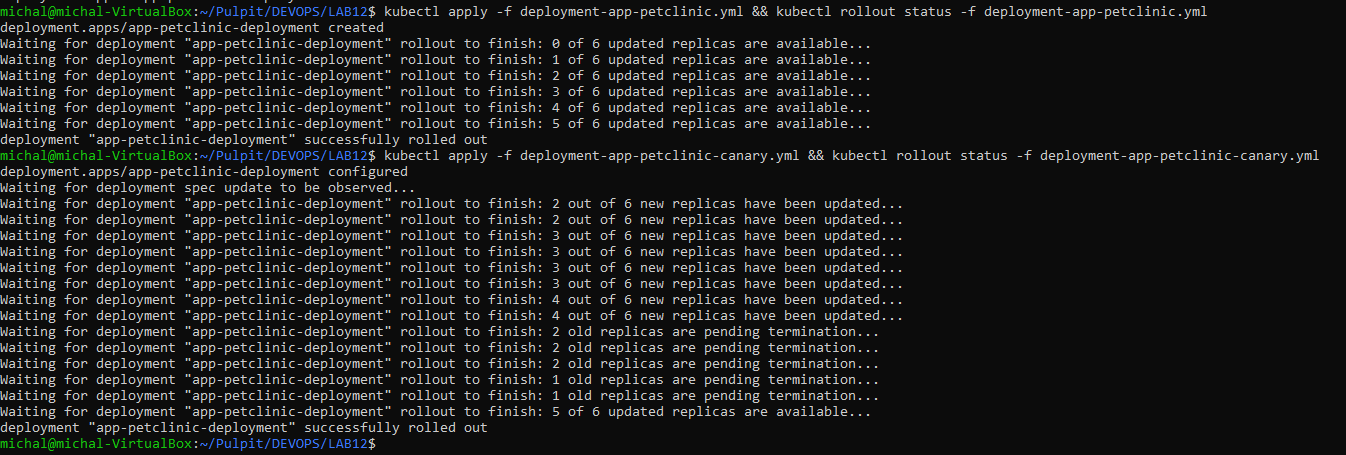 michal@michal-VirtualBox:~/Pulpit/DEVOPS/LAB12$ kubectl apply -f deployment-app-petclinic.yml && kubectl rollout status -f deployment-app-petclinic.yml
deployment.apps/app-petclinic-deployment created
Waiting for deployment "app-petclinic-deployment" rollout to finish: 0 of 6 updated replicas are available...
Waiting for deployment "app-petclinic-deployment" rollout to finish: 1 of 6 updated replicas are available...
Waiting for deployment "app-petclinic-deployment" rollout to finish: 2 of 6 updated replicas are available...
Waiting for deployment "app-petclinic-deployment" rollout to finish: 3 of 6 updated replicas are available...
Waiting for deployment "app-petclinic-deployment" rollout to finish: 4 of 6 updated replicas are available...
Waiting for deployment "app-petclinic-deployment" rollout to finish: 5 of 6 updated replicas are available...
deployment "app-petclinic-deployment" successfully rolled out
michal@michal-VirtualBox:~/Pulpit/DEVOPS/LAB12$ kubectl apply -f deployment-app-petclinic-canary.yml && kubectl rollout status -f deployment-app-petclinic-canary.yml
deployment.apps/app-petclinic-deployment configured
Waiting for deployment spec update to be observed...
Waiting for deployment "app-petclinic-deployment" rollout to finish: 2 out of 6 new replicas have been updated...
Waiting for deployment "app-petclinic-deployment" rollout to finish: 2 out of 6 new replicas have been updated...
Waiting for deployment "app-petclinic-deployment" rollout to finish: 3 out of 6 new replicas have been updated...
Waiting for deployment "app-petclinic-deployment" rollout to finish: 3 out of 6 new replicas have been updated...
Waiting for deployment "app-petclinic-deployment" rollout to finish: 3 out of 6 new replicas have been updated...
Waiting for deployment "app-petclinic-deployment" rollout to finish: 3 out of 6 new replicas have been updated...
Waiting for deployment "app-petclinic-deployment" rollout to finish: 4 out of 6 new replicas have been updated...
Waiting for deployment "app-petclinic-deployment" rollout to finish: 4 out of 6 new replicas have been updated...
Waiting for deployment "app-petclinic-deployment" rollout to finish: 2 old replicas are pending termination...
Waiting for deployment "app-petclinic-deployment" rollout to finish: 2 old replicas are pending termination...
Waiting for deployment "app-petclinic-deployment" rollout to finish: 2 old replicas are pending termination...
Waiting for deployment "app-petclinic-deployment" rollout to finish: 1 old replicas are pending termination...
Waiting for deployment "app-petclinic-deployment" rollout to finish: 1 old replicas are pending termination...
Waiting for deployment "app-petclinic-deployment" rollout to finish: 5 of 6 updated replicas are available...
deployment "app-petclinic-deployment" successfully rolled out
michal@michal-VirtualBox:~/Pulpit/DEVOPS/LAB12$